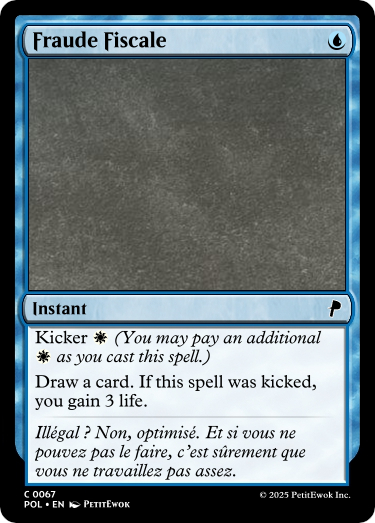 Fraude Fiscale
Instant
Kicker (You may pay an additional
as you cast this spell.)
Draw a card. If this spell was kicked,
you gain 3 life.
Illégal ? Non, optimisé. Et si vous ne
pouvez pas le faire, c'est sûrement que
vous ne travaillez pas assez.
C 0067
POL • EN PetitEwok
© 2025 PetitEwok Inc.